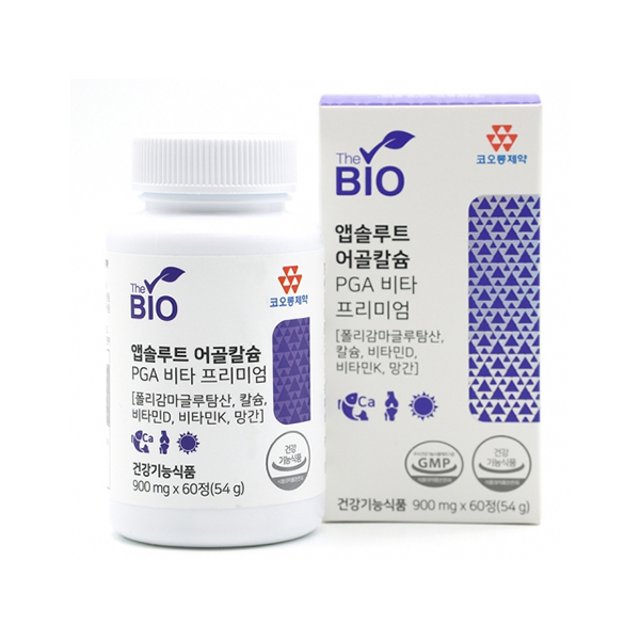 The
BIO
코오롱제약
앱솔루트 어골칼슘
PGA 비타 프리미엄
[폴리감마글루탐산, 칼슘,
비타민D, 비타민K, 망간]
Ca
건강기능식품
900 mg x 60정(54 g)
건강
기능식품
The
BIO
코오롱제약
앱솔루트
어골칼슘
PGA 비타
프리미엄
[폴리감마글루탐산,
칼슘, 비타민D,
비타민K, 망간]
Ca
GMP
건강
기능식품
건강기능식품 900 mg x 60정(54 g)